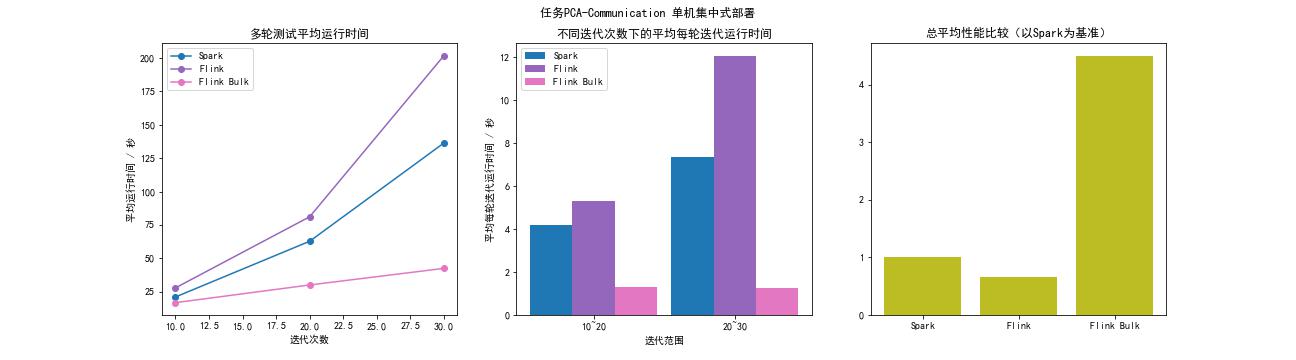 任务PCA-Communication 单机集中式部署
多轮测试平均运行时间
Spark
Flink
Flink Bulk
平均运行时间 / 秒
200
175
150
125
100
75
50
25
10.0 12.5 15.0 17.5 20.0 22.5 25.0 27.5 30.0
迭代次数
不同迭代次数下的平均每轮迭代运行时间
Spark
Flink
Flink Bulk
平均每轮迭代运行时间 / 秒
12
10
8
6
4
2
0
10~20 20~30
迭代范围
总平均性能比较（以Spark为基准）
4
3
2
1
0
Spark Flink Flink Bulk